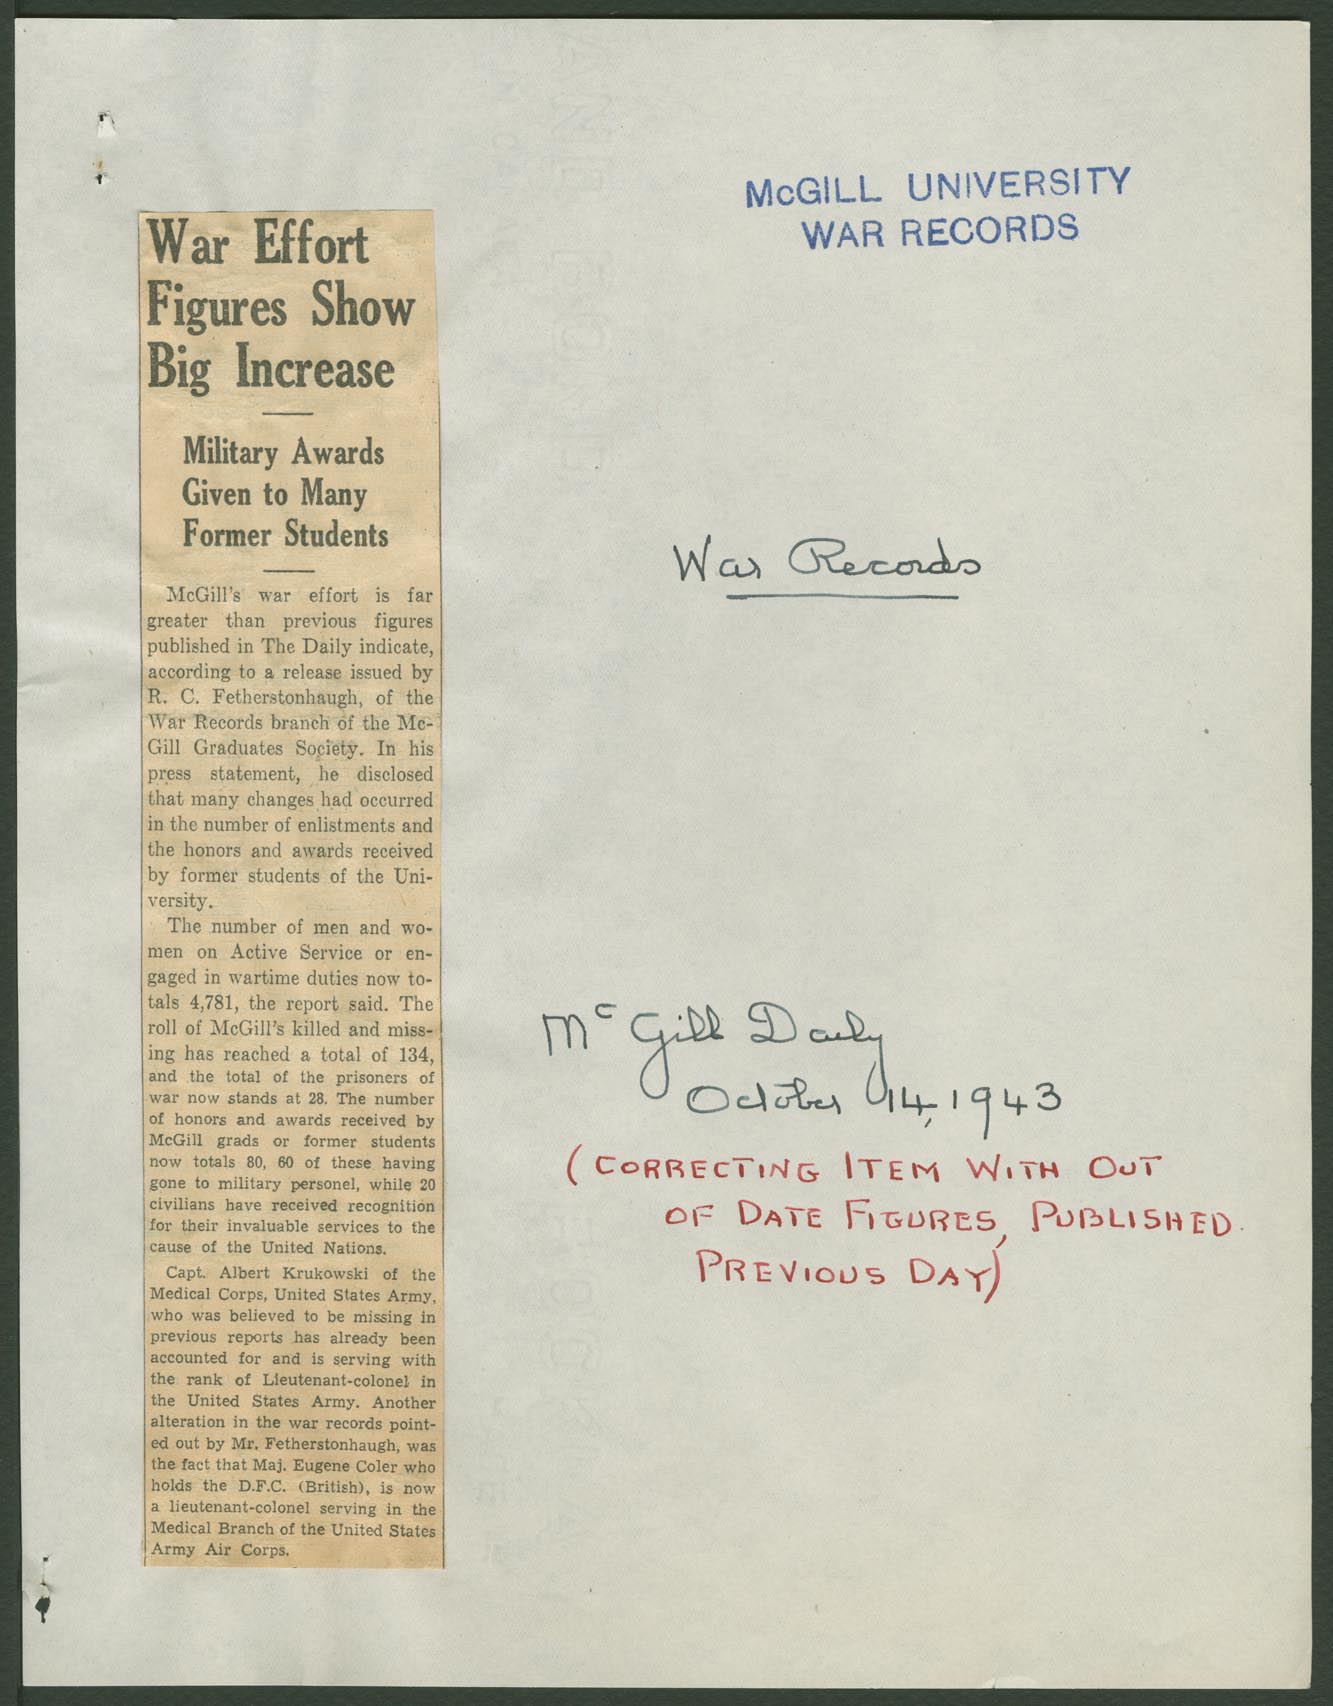 McGILL UNIVERSITY
WAR RECORDS
War Effort
Figures Show
Big Increase
Military Awards
Given to Many
Former Students
McGill's war effort is far
greater than previous figures
published in The Daily indicate,
according to a release issued by
R. C. Fetherstonhaugh, of the
War Records branch of the Mc-
Gill Graduates Society. In his
press statement, he disclosed
that many changes had occurred
in the number of enlistments and
the honors and awards received
by former students of the Uni-
versity.
The number of men and wo-
men on Active Service or en-
gaged in wartime duties now to-
tals 4,781, the report said. The
roll of McGill's killed and miss-
ing has reached a total of 134,
and the total of the prisoners of
war now stands at 28. The number
of honors and awards received by
McGill grads or former students
now totals 80, 60 of these having
gone to military personel, while 20
civilians have received recognition
for their invaluable services to the
cause of the United Nations.
Capt. Albert Krukowski of the
Medical Corps, United States Army,
who was believed to be missing in
previous reports has already been
accounted for and is serving with
the rank of Lieutenant-colonel in
the United States Army. Another
alteration in the war records point-
ed out by Mr. Fetherstonhaugh, was
the fact that Maj. Eugene Coler who
holds the D.F.C. (British), is now
a lieutenant-colonel serving in the
Medical Branch of the United States
Army Air Corps.
War Records
McGill Daily
October 14, 1943
(CORRECTING ITEM WITH OUT
OF DATE FIGURES, PUBLISHED
PREVIOUS DAY)